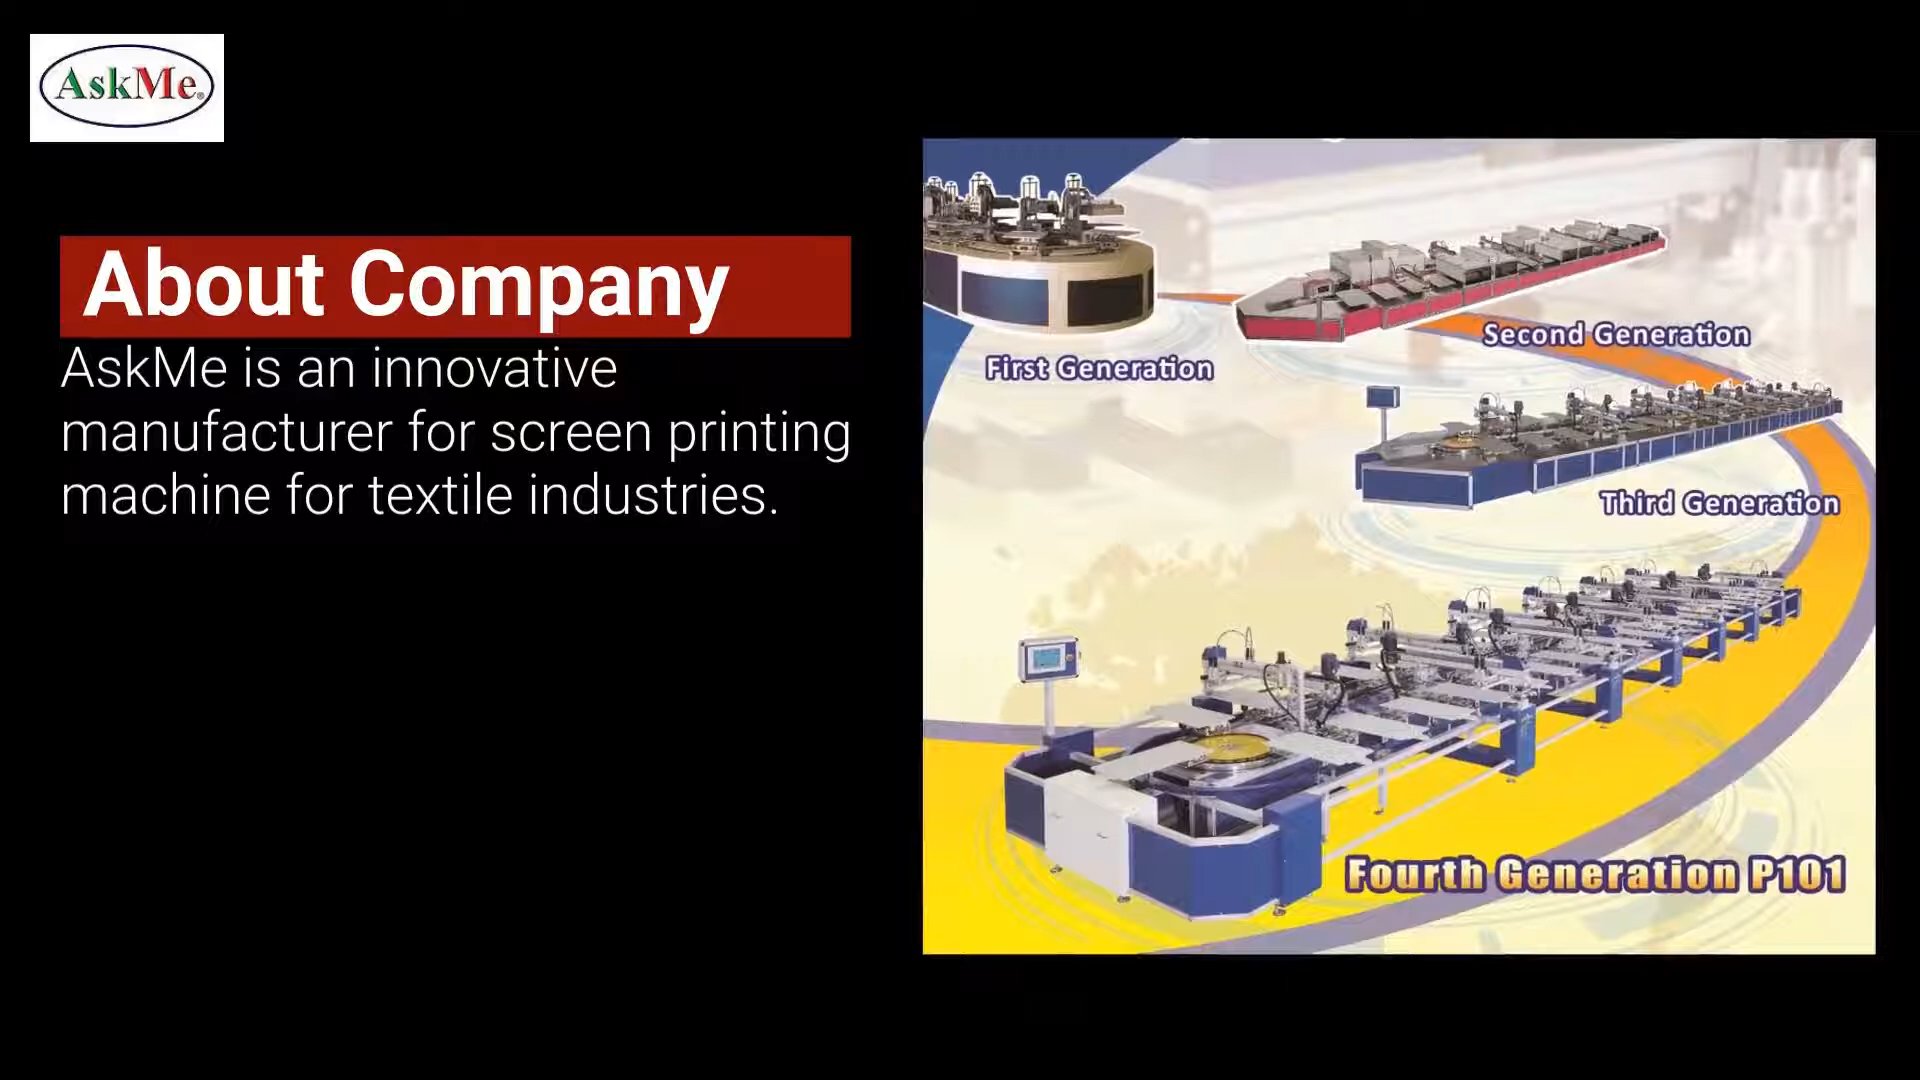 AskMe®
About Company
AskMe is an innovative
manufacturer for screen printing
machine for textile industries.
First Generation
Second Generation
Third Generation
Fourth Generation P101